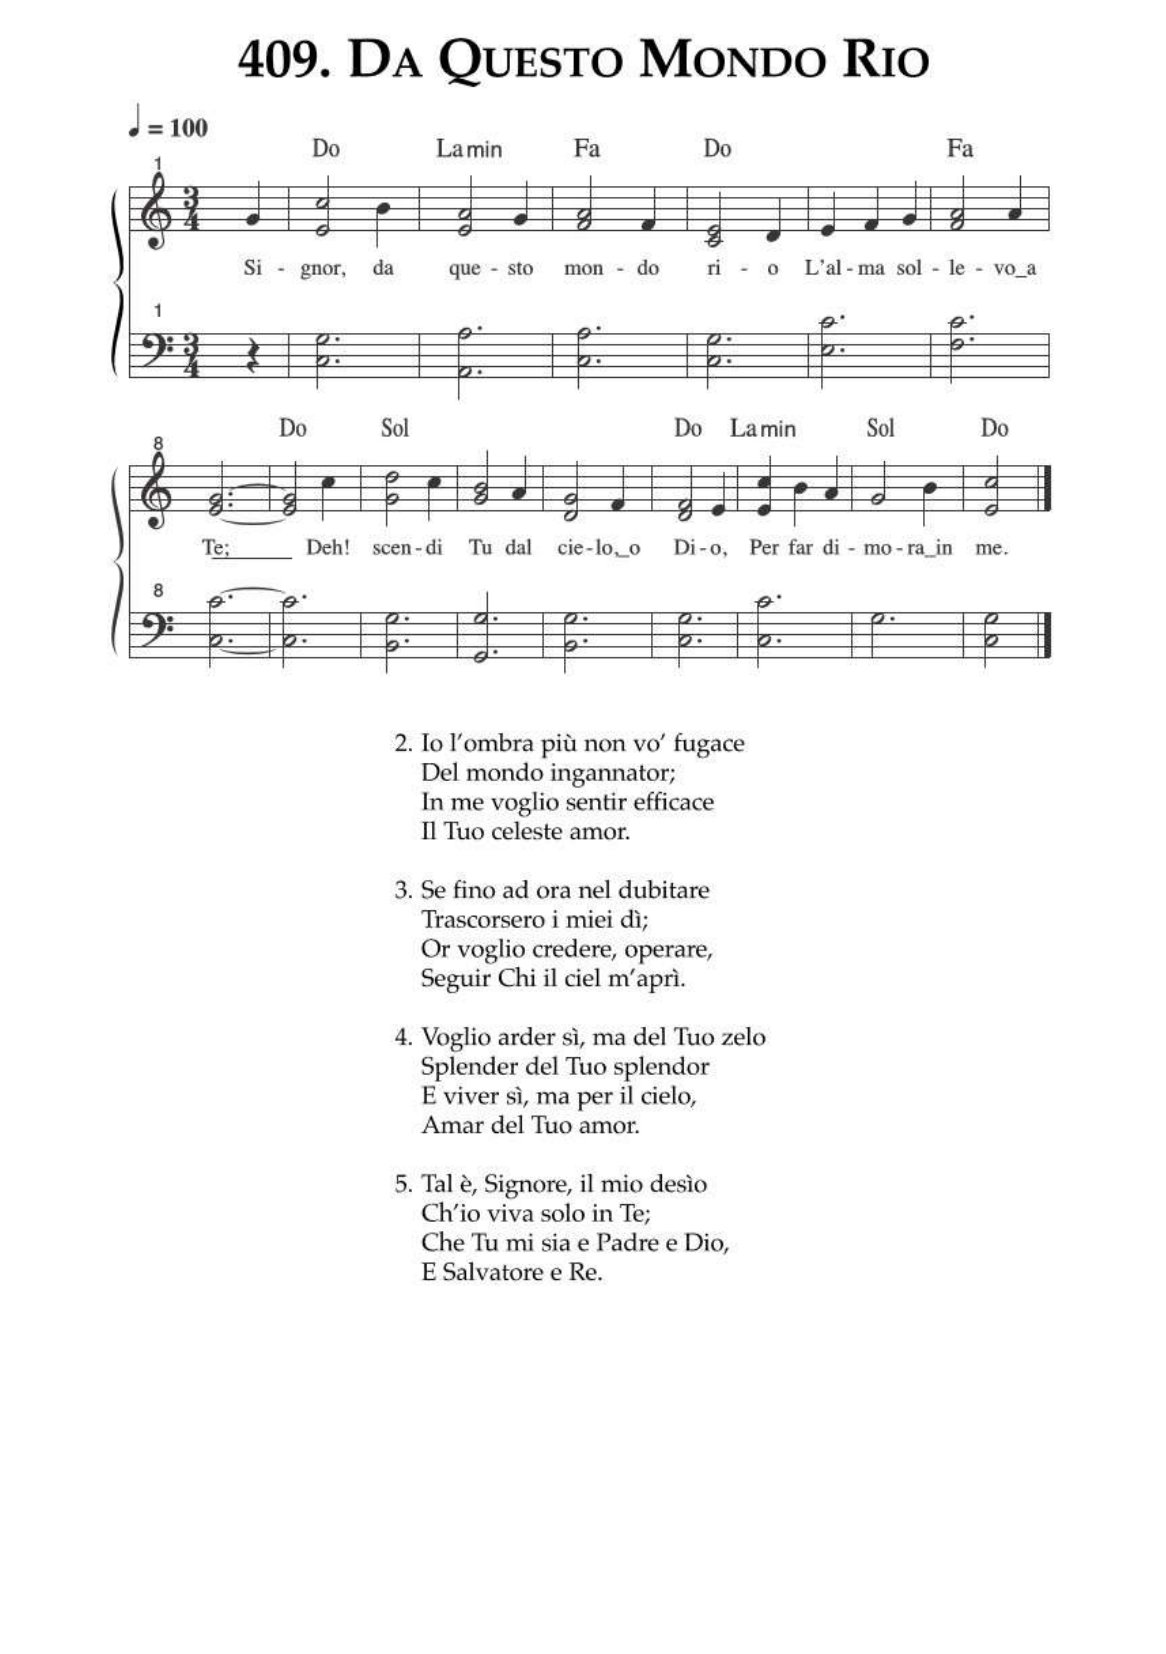 409. Da Questo Mondo Rio
♩ = 100
Do Lamin Fa Do Fa
1
3
4
Si - gnor, da que - sto mon - do ri - o L'al - ma sol - le - vo_a
1
3
4
Do Sol Do Lamin Sol Do
8
Te;______ Deh! scen - di Tu dal cie - lo,_o Di - o, Per far di - mo - ra_in me.
8
2. Io l'ombra più non vo' fugace
Del mondo ingannator;
In me voglio sentir efficace
Il Tuo celeste amor.
3. Se fino ad ora nel dubitare
Trascorsero i miei dì;
Or voglio credere, operare,
Seguir Chi il ciel m'aprì.
4. Voglio arder sì, ma del Tuo zelo
Splender del Tuo splendor
E viver sì, ma per il cielo,
Amar del Tuo amor.
5. Tal è, Signore, il mio desìo
Ch'io viva solo in Te;
Che Tu mi sia e Padre e Dio,
E Salvatore e Re.